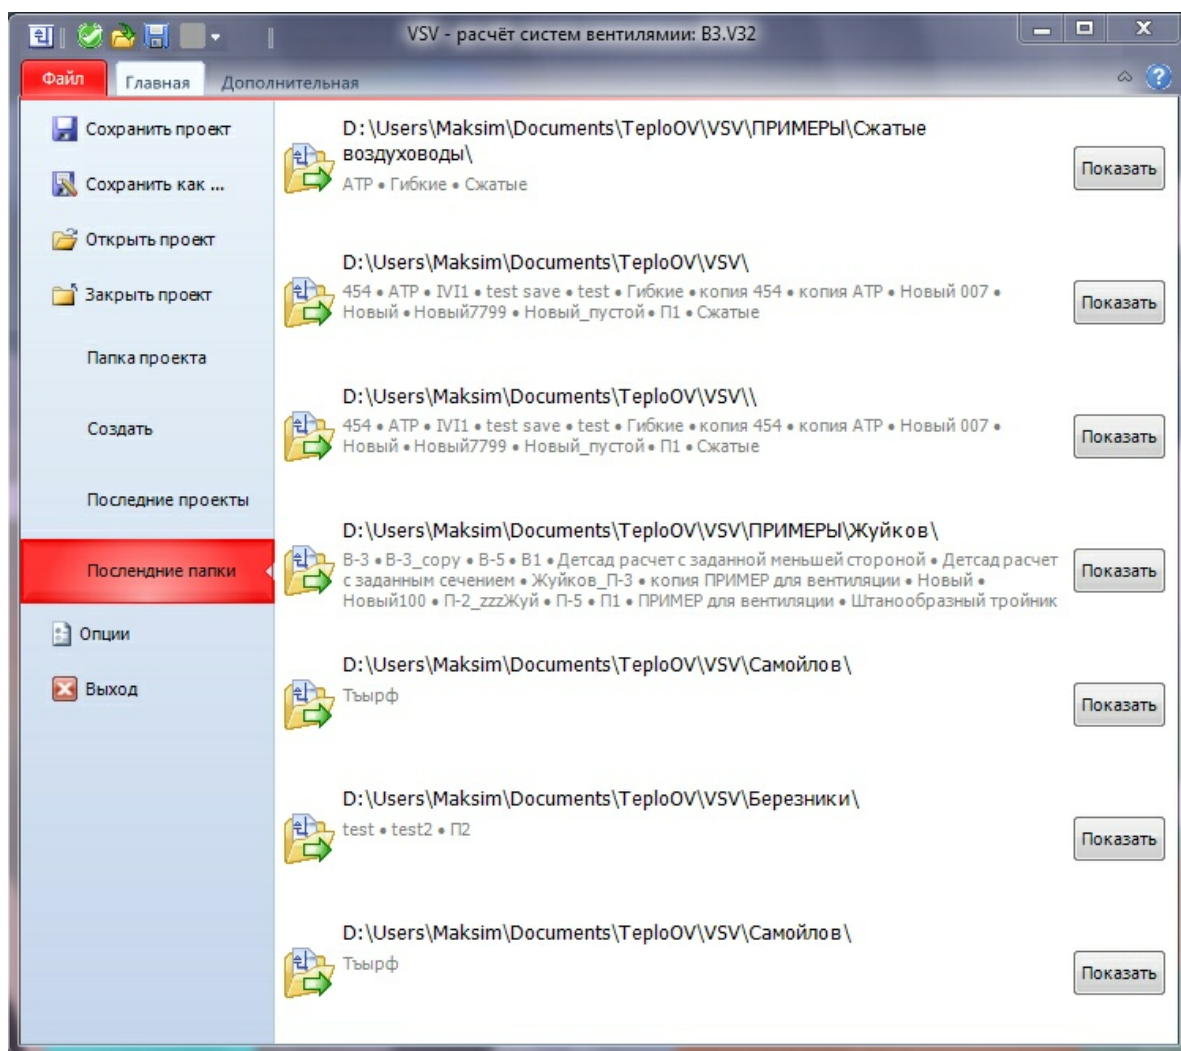 VSV - расчёт систем вентилямии: B3.V32
Файл
Главная
Дополнительная
Сохранить проект
Сохранить как ...
Открыть проект
Закрыть проект
Папка проекта
Создать
Последние проекты
Послендние папки
Опции
Выход
D:\Users\Maksim\Documents\TeploOV\VSV\ПРИМЕРЫ\Сжатые
воздуховоды\
АТР • Гибкие • Сжатые
Показать
D:\Users\Maksim\Documents\TeploOV\VSV\
454 • АТР • IVI1 • test save • test • Гибкие • копия 454 • копия АТР • Новый 007 •
Новый • Новый7799 • Новый_пустой • П1 • Сжатые
Показать
D:\Users\Maksim\Documents\TeploOV\VSV\\
454 • АТР • IVI1 • test save • test • Гибкие • копия 454 • копия АТР • Новый 007 •
Новый • Новый7799 • Новый_пустой • П1 • Сжатые
Показать
D:\Users\Maksim\Documents\TeploOV\VSV\ПРИМЕРЫ\Жуйков\
В-3 • В-3_copy • В-5 • В1 • Детсад расчет с заданной меньшей стороной • Детсад расчет
с заданным сечением • Жуйков_П-3 • копия ПРИМЕР для вентиляции • Новый •
Новый100 • П-2_zzzЖуй • П-5 • П1 • ПРИМЕР для вентиляции • Штанообразный тройник
Показать
D:\Users\Maksim\Documents\TeploOV\VSV\Самойлов\
Тъырф
Показать
D:\Users\Maksim\Documents\TeploOV\VSV\Березники\
test • test2 • П2
Показать
D:\Users\Maksim\Documents\TeploOV\VSV\Самойлов\
Тъырф
Показать